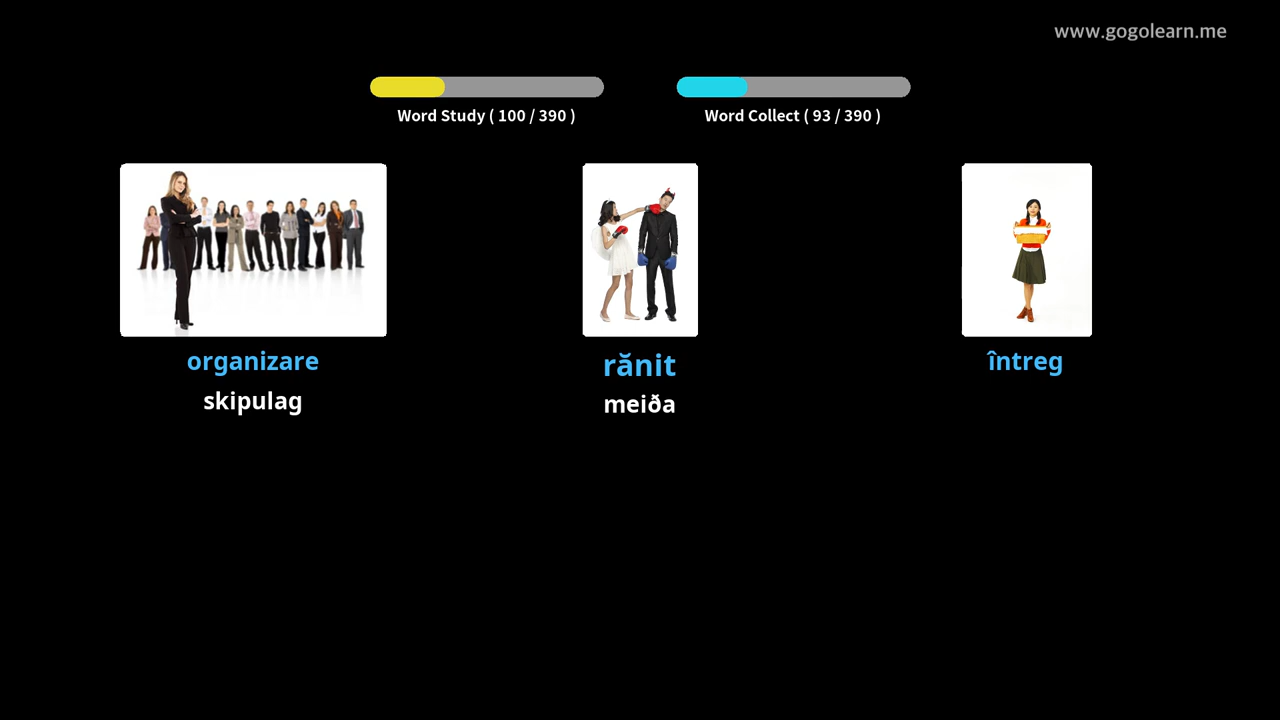 www.gogolearn.me
Word Study ( 100 / 390 )
Word Collect ( 93 / 390 )
organizare
skipulag
rănit
meiða
întreg